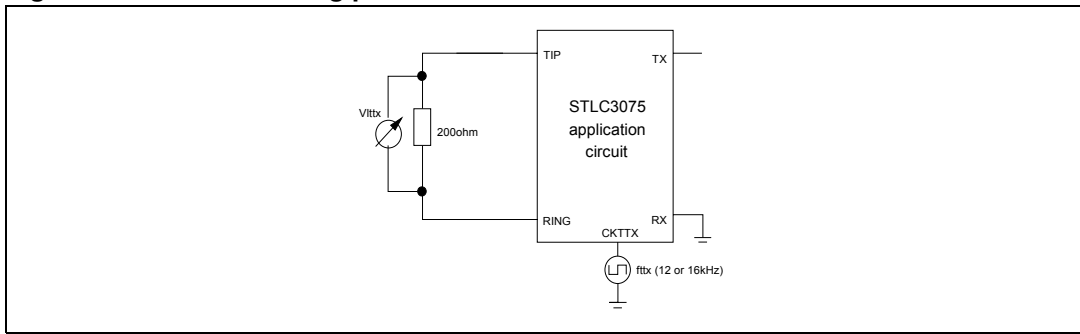 TIP
TX
Vlttx
STLC3075
application
circuit
200ohm
RING
RX
CKTTX
fttx (12 or 16kHz)